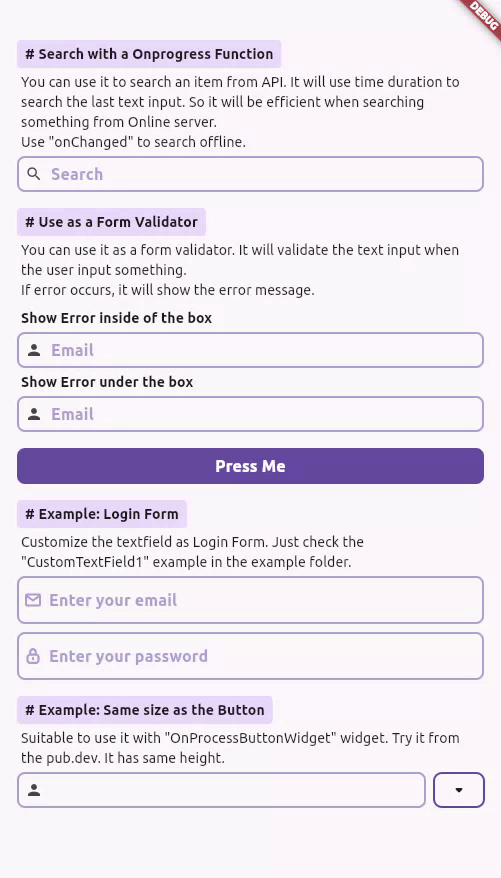 DEBUG
# Search with a Onprogress Function
You can use it to search an item from API. It will use time duration to
search the last text input. So it will be efficient when searching
something from Online server.
Use "onChanged" to search offline.
Search
# Use as a Form Validator
You can use it as a form validator. It will validate the text input when
the user input something.
If error occurs, it will show the error message.
Show Error inside of the box
Email
Show Error under the box
Email
Press Me
# Example: Login Form
Customize the textfield as Login Form. Just check the
"CustomTextField1" example in the example folder.
Enter your email
Enter your password
# Example: Same size as the Button
Suitable to use it with "OnProcessButtonWidget" widget. Try it from
the pub.dev. It has same height.